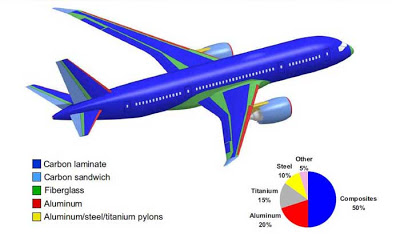 Carbon laminate
Carbon sandwich
Fiberglass
Aluminum
Aluminum/steel/titanium pylons
Other
5%
Steel
10%
Titanium
15%
Aluminum
20%
Composites
50%